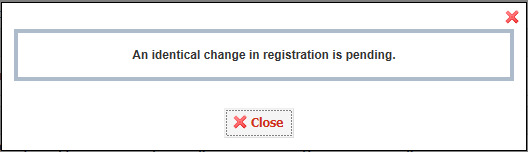 An identical change in registration is pending.
Close